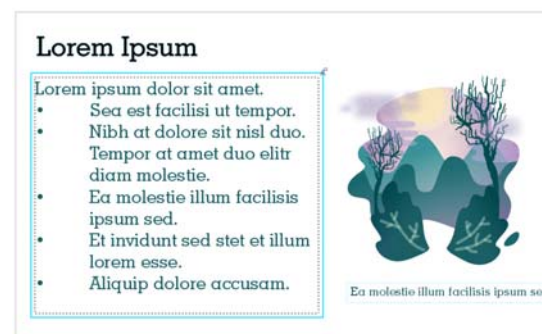 Lorem Ipsum
Lorem ipsum dolor sit amet.
• Sea est facilisi ut tempor.
• Nibh at dolore sit nisl duo.
Tempor at amet duo elitr
diam molestie.
• Ea molestie illum facilisis
ipsum sed.
• Et invidunt sed stet et illum
lorem esse.
• Aliquip dolore accusam.
Ea molestie illum facilisis ipsum se